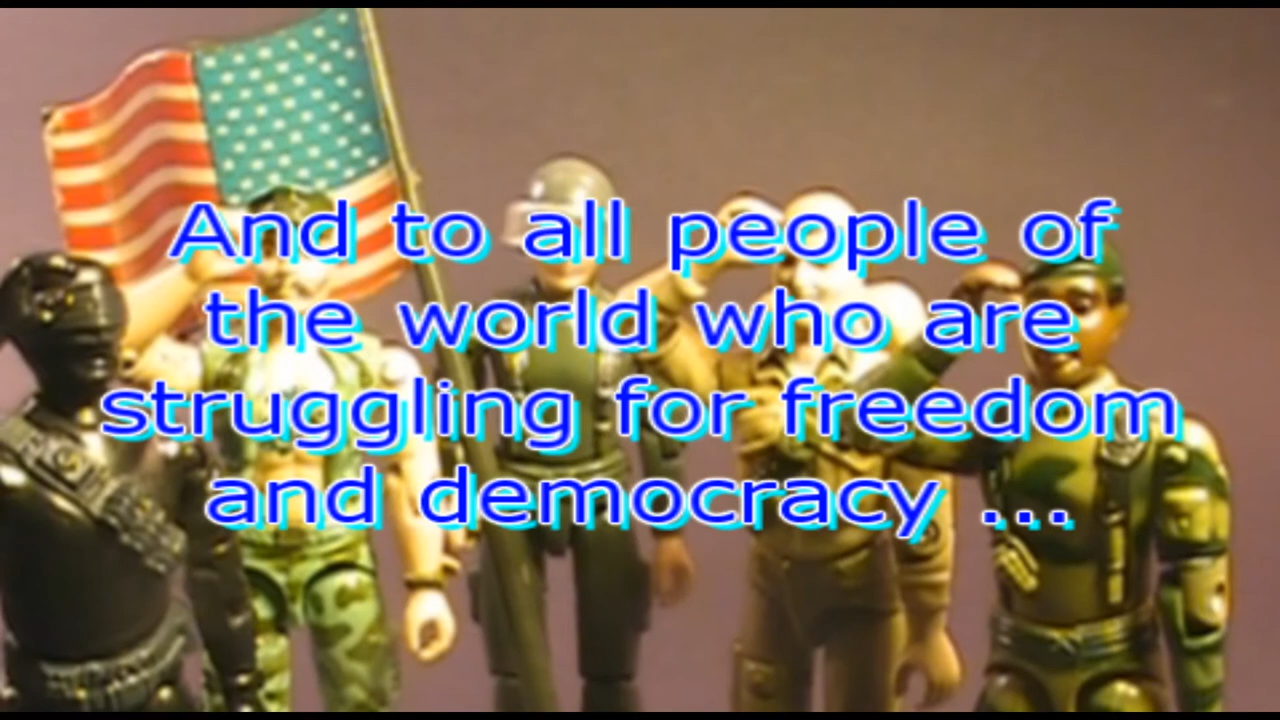 And to all people of
the world who are
struggling for freedom
and democracy ...